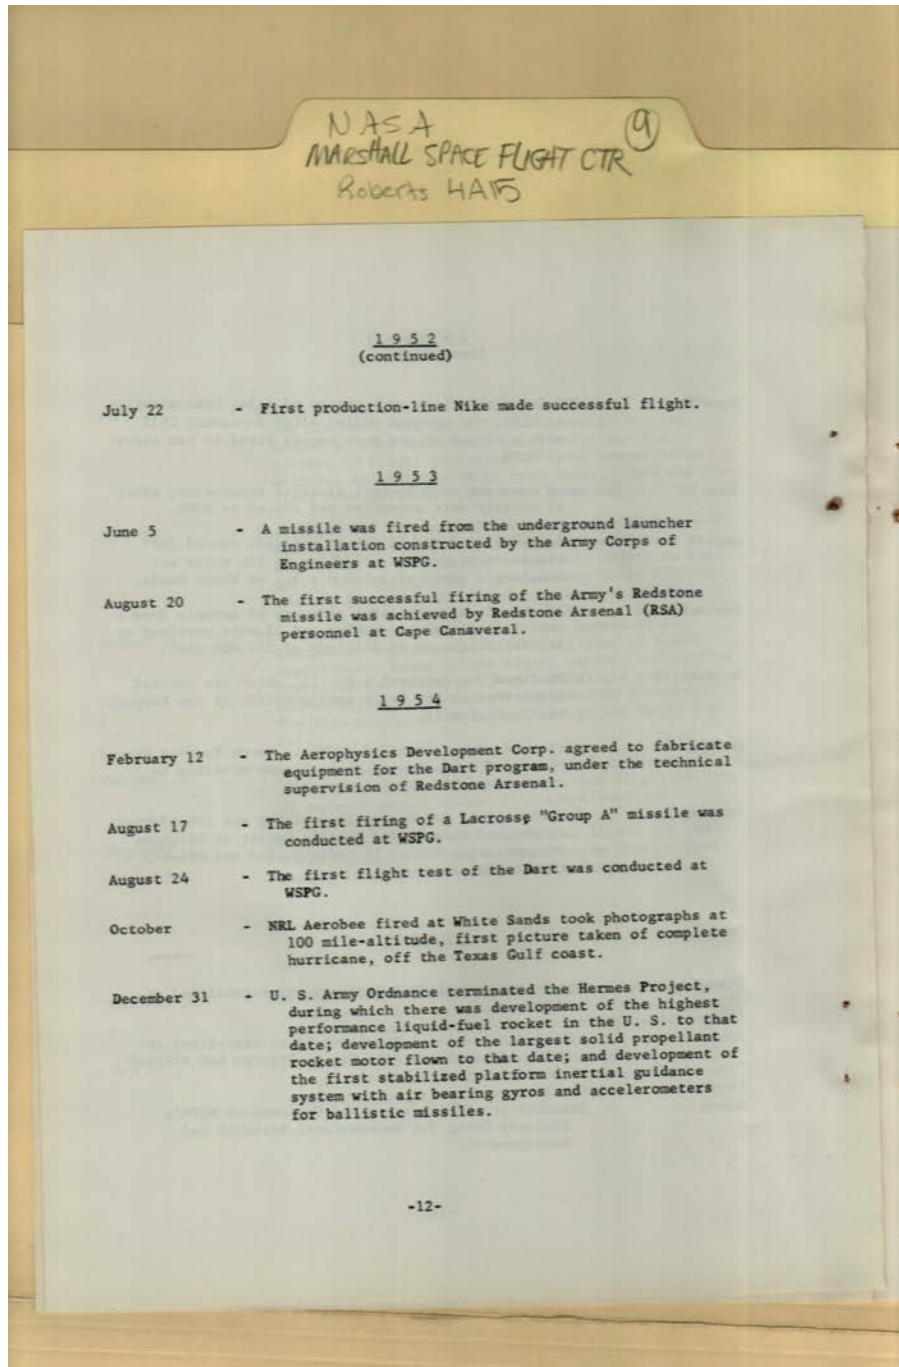 NASA
9
MARSHALL SPACE FLIGHT CTR
Roberts 4A15
1 9 5 2
(continued)
July 22 - First production-line Nike made successful flight.
1 9 5 3
June 5 - A missile was fired from the underground launcher
installation constructed by the Army Corps of
Engineers at WSPG.
August 20 - The first successful firing of the Army's Redstone
missile was achieved by Redstone Arsenal (RSA)
personnel at Cape Canaveral.
1 9 5 4
February 12 - The Aerophysics Development Corp. agreed to fabricate
equipment for the Dart program, under the technical
supervision of Redstone Arsenal.
August 17 - The first firing of a Lacrosse "Group A" missile was
conducted at WSPG.
August 24 - The first flight test of the Dart was conducted at
WSPG.
October - NRL Aerobee fired at White Sands took photographs at
100 mile-altitude, first picture taken of complete
hurricane, off the Texas Gulf coast.
December 31 - U. S. Army Ordnance terminated the Hermes Project,
during which there was development of the highest
performance liquid-fuel rocket in the U. S. to that
date; development of the largest solid propellant
rocket motor flown to that date; and development of
the first stabilized platform inertial guidance
system with air bearing gyros and accelerometers
for ballistic missiles.
-12-